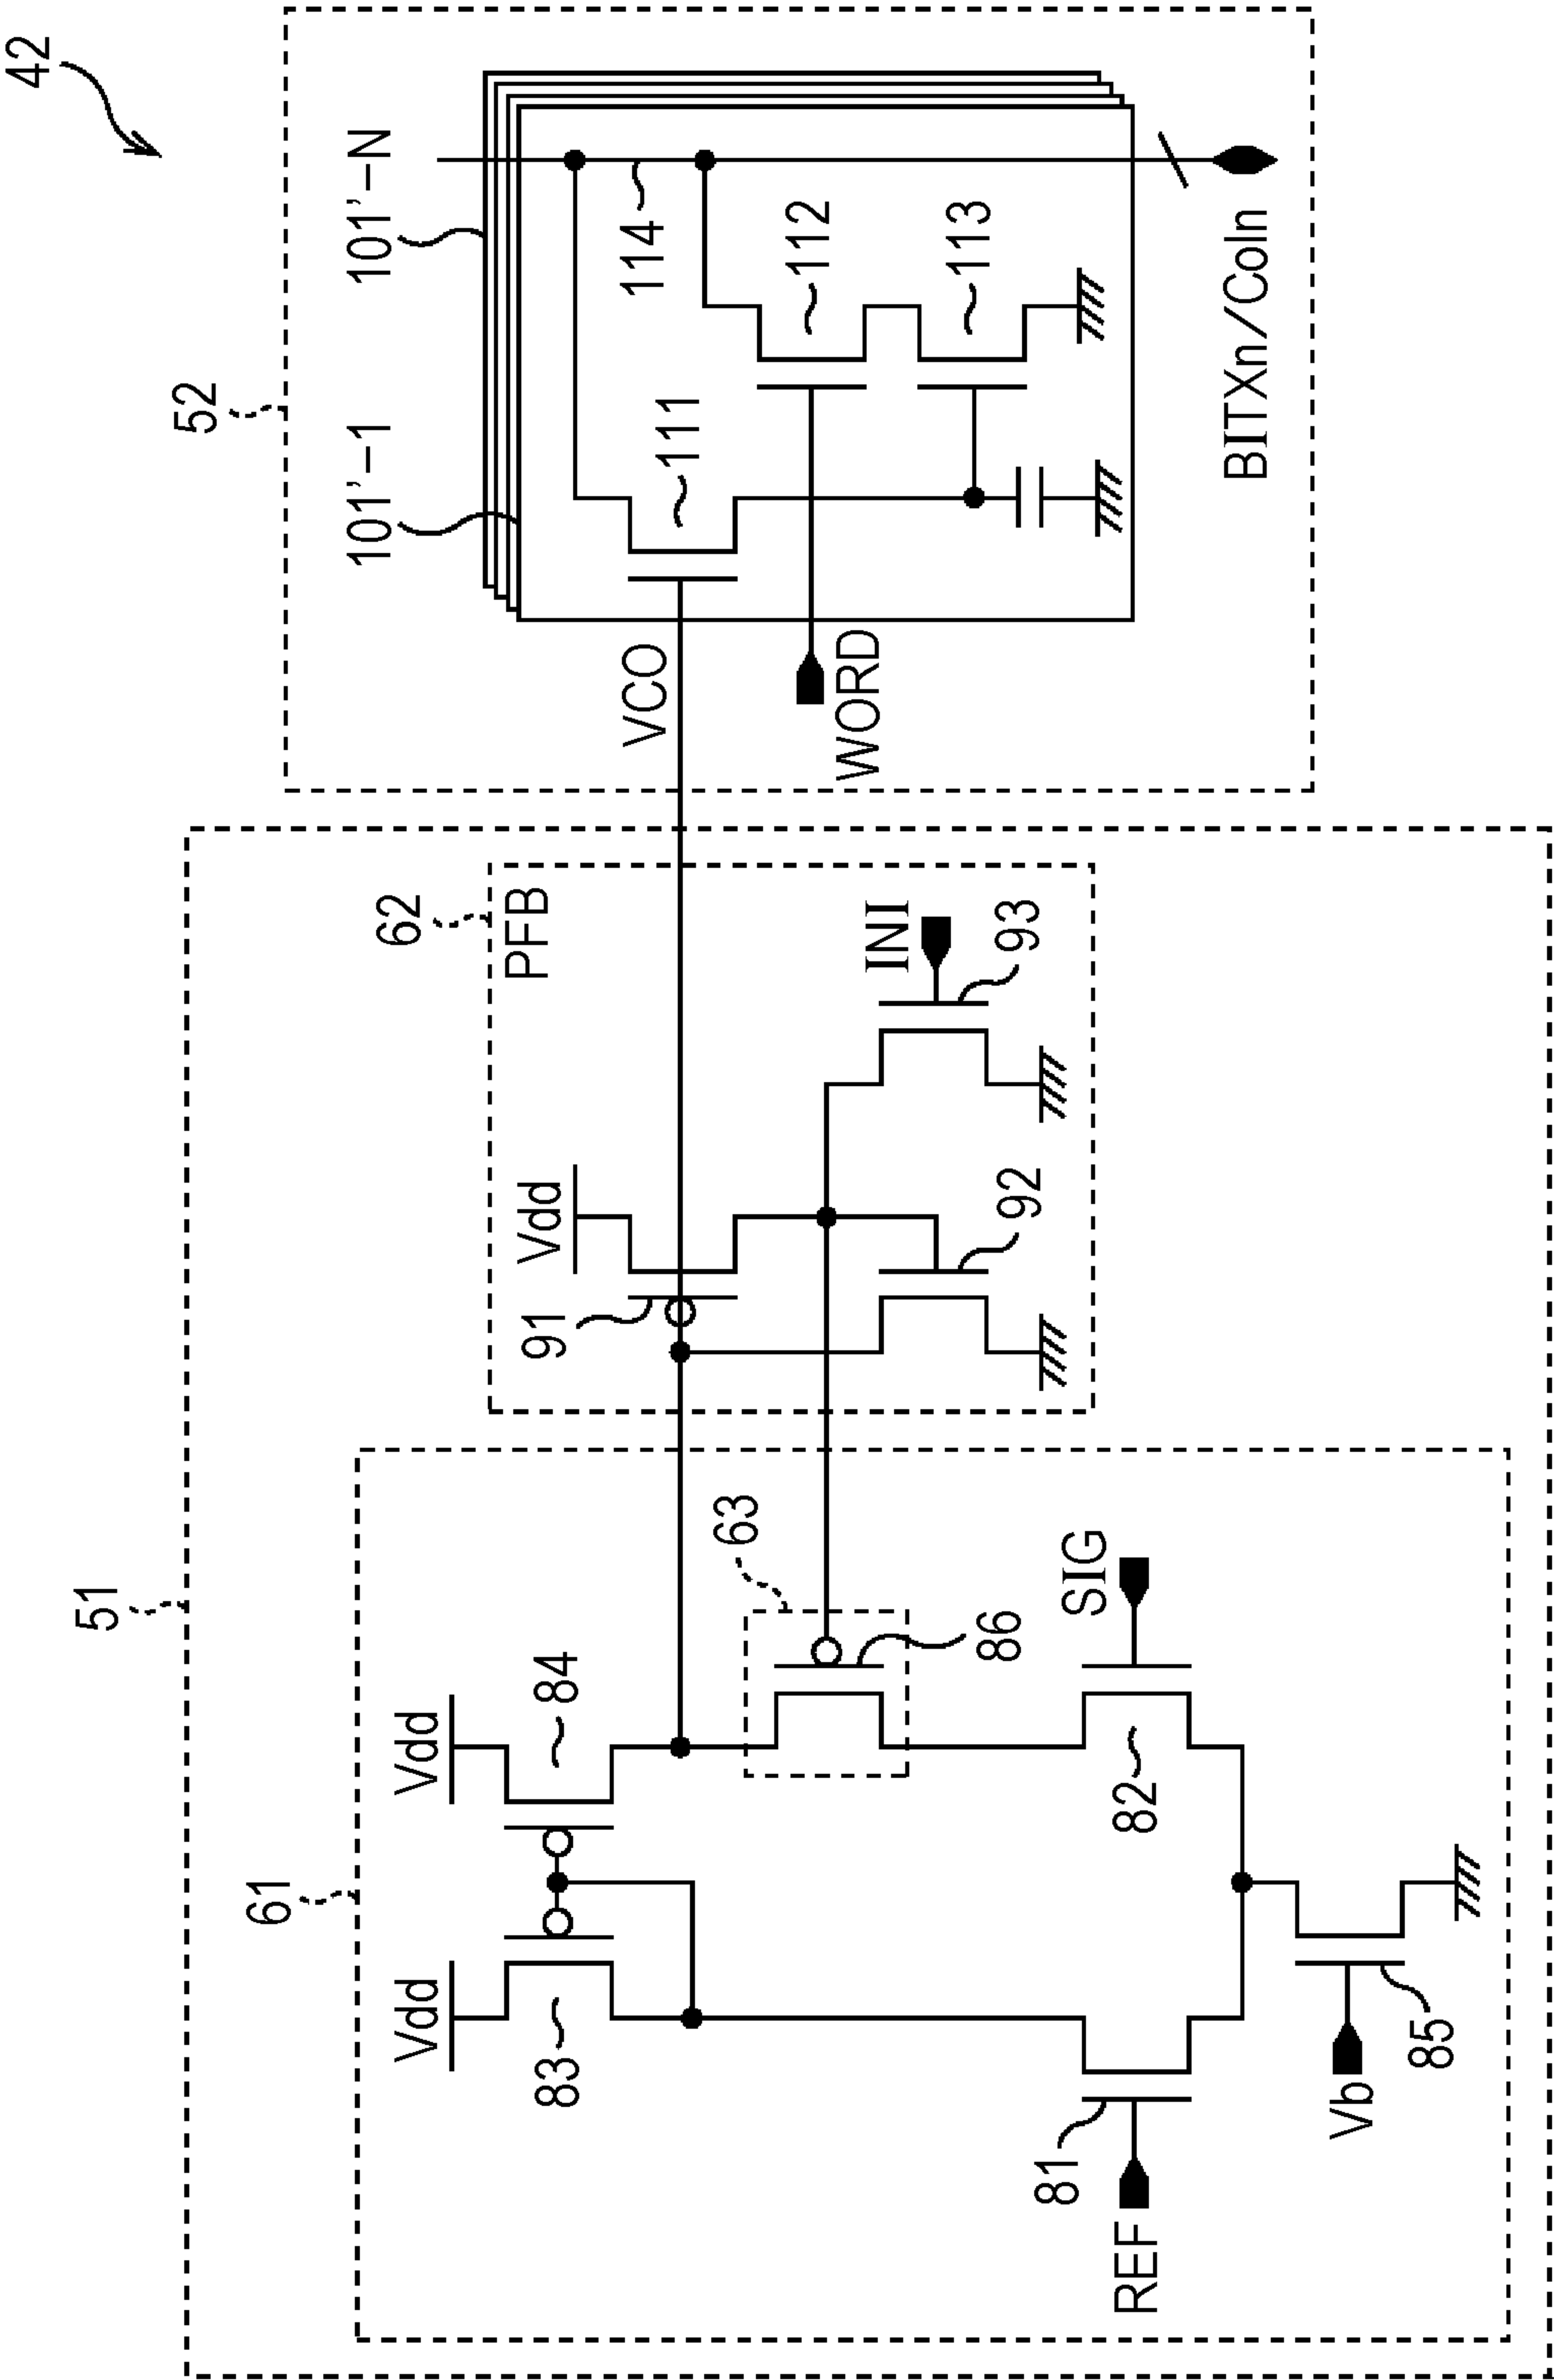 42
52
101'-1
101'-N
114
111
112
113
VCO
WORD
BITXn/Coln
51
62
PFB
Vdd
91
92
INI
93
61
Vdd
83
Vdd
84
63
86
SIG
82
81
REF
Vb
85